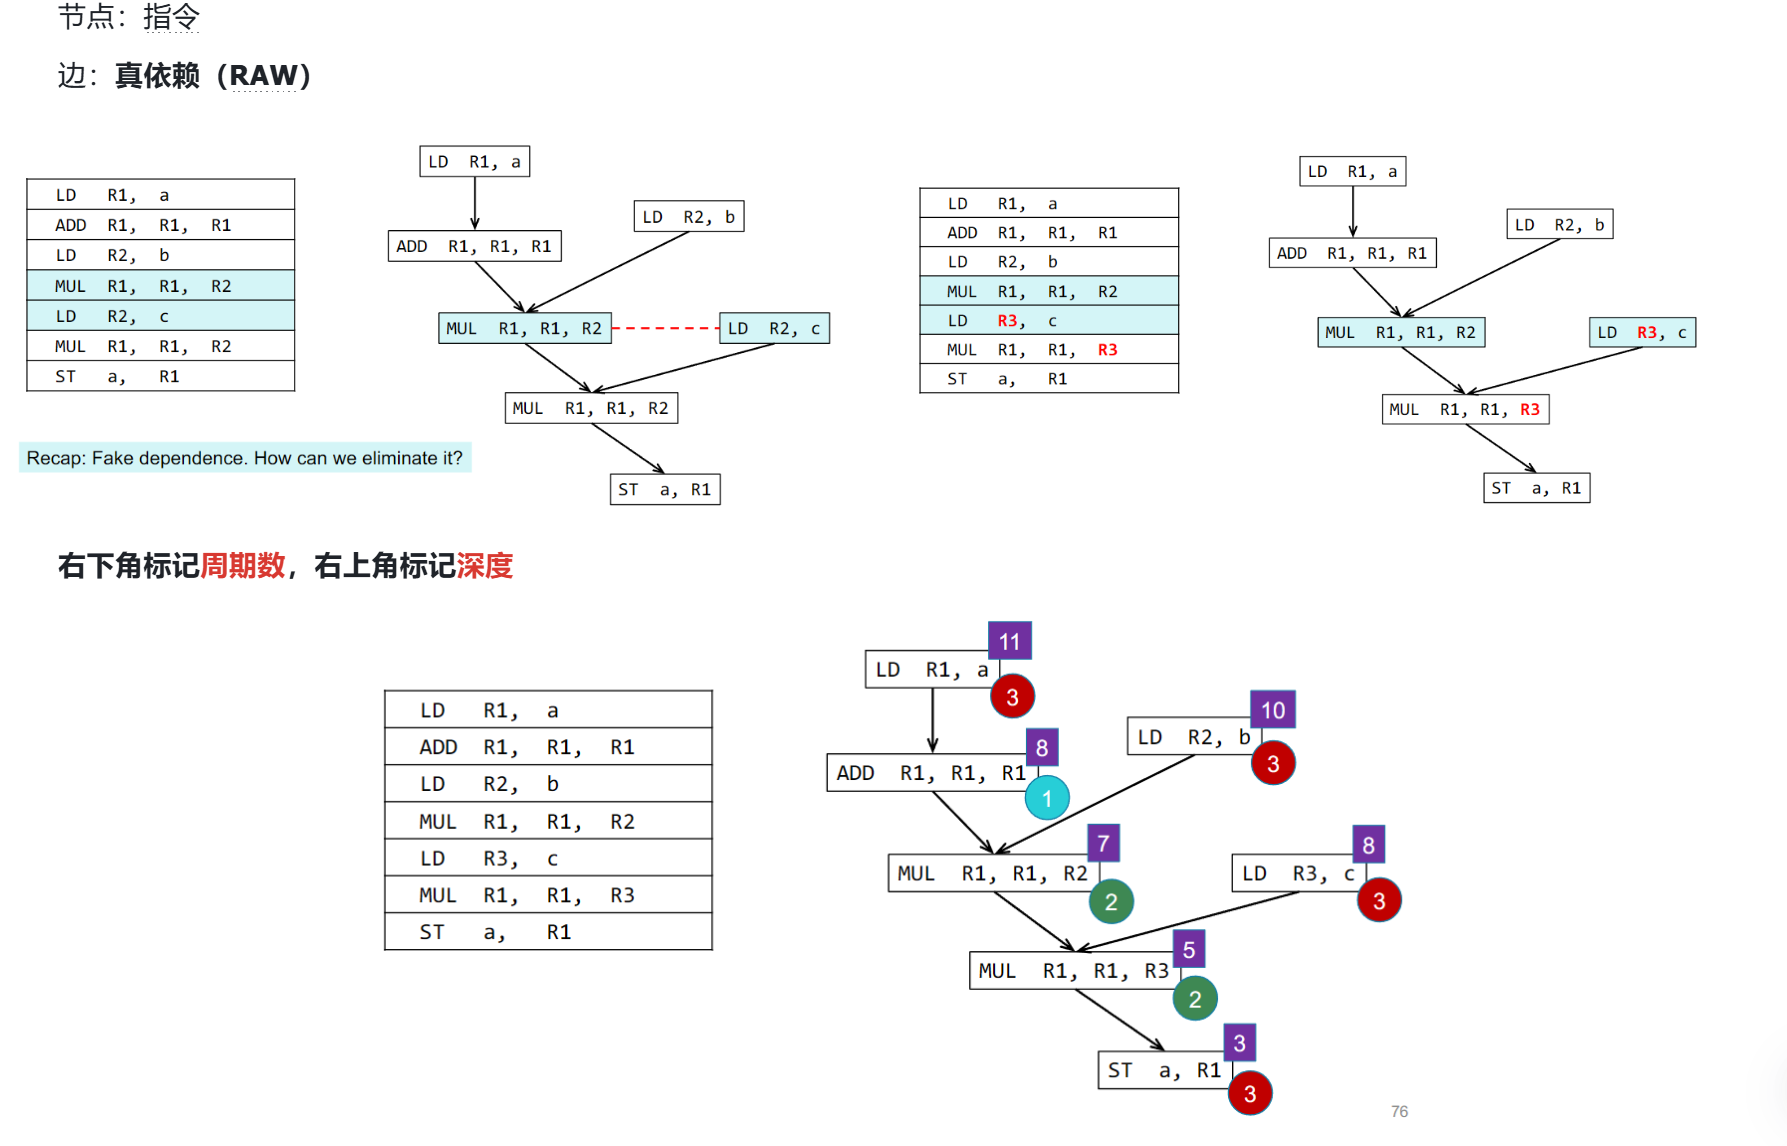 节点：指令
边：真依赖（RAW）
LD R1, a
ADD R1, R1, R1
LD R2, b
MUL R1, R1, R2
LD R2, c
MUL R1, R1, R2
ST a, R1
LD R1, a
LD R2, b
ADD R1, R1, R1
MUL R1, R1, R2
LD R2, c
MUL R1, R1, R2
ST a, R1
Recap: Fake dependence. How can we eliminate it?
LD R1, a
ADD R1, R1, R1
LD R2, b
MUL R1, R1, R2
LD R3, c
MUL R1, R1, R3
ST a, R1
LD R1, a
LD R2, b
ADD R1, R1, R1
MUL R1, R1, R2
LD R3, c
MUL R1, R1, R3
ST a, R1
右下角标记周期数，右上角标记深度
LD R1, a
ADD R1, R1, R1
LD R2, b
MUL R1, R1, R2
LD R3, c
MUL R1, R1, R3
ST a, R1
11
LD R1, a
3
10
LD R2, b
3
8
ADD R1, R1, R1
1
7
MUL R1, R1, R2
2
8
LD R3, c
3
5
MUL R1, R1, R3
2
3
ST a, R1
3
76